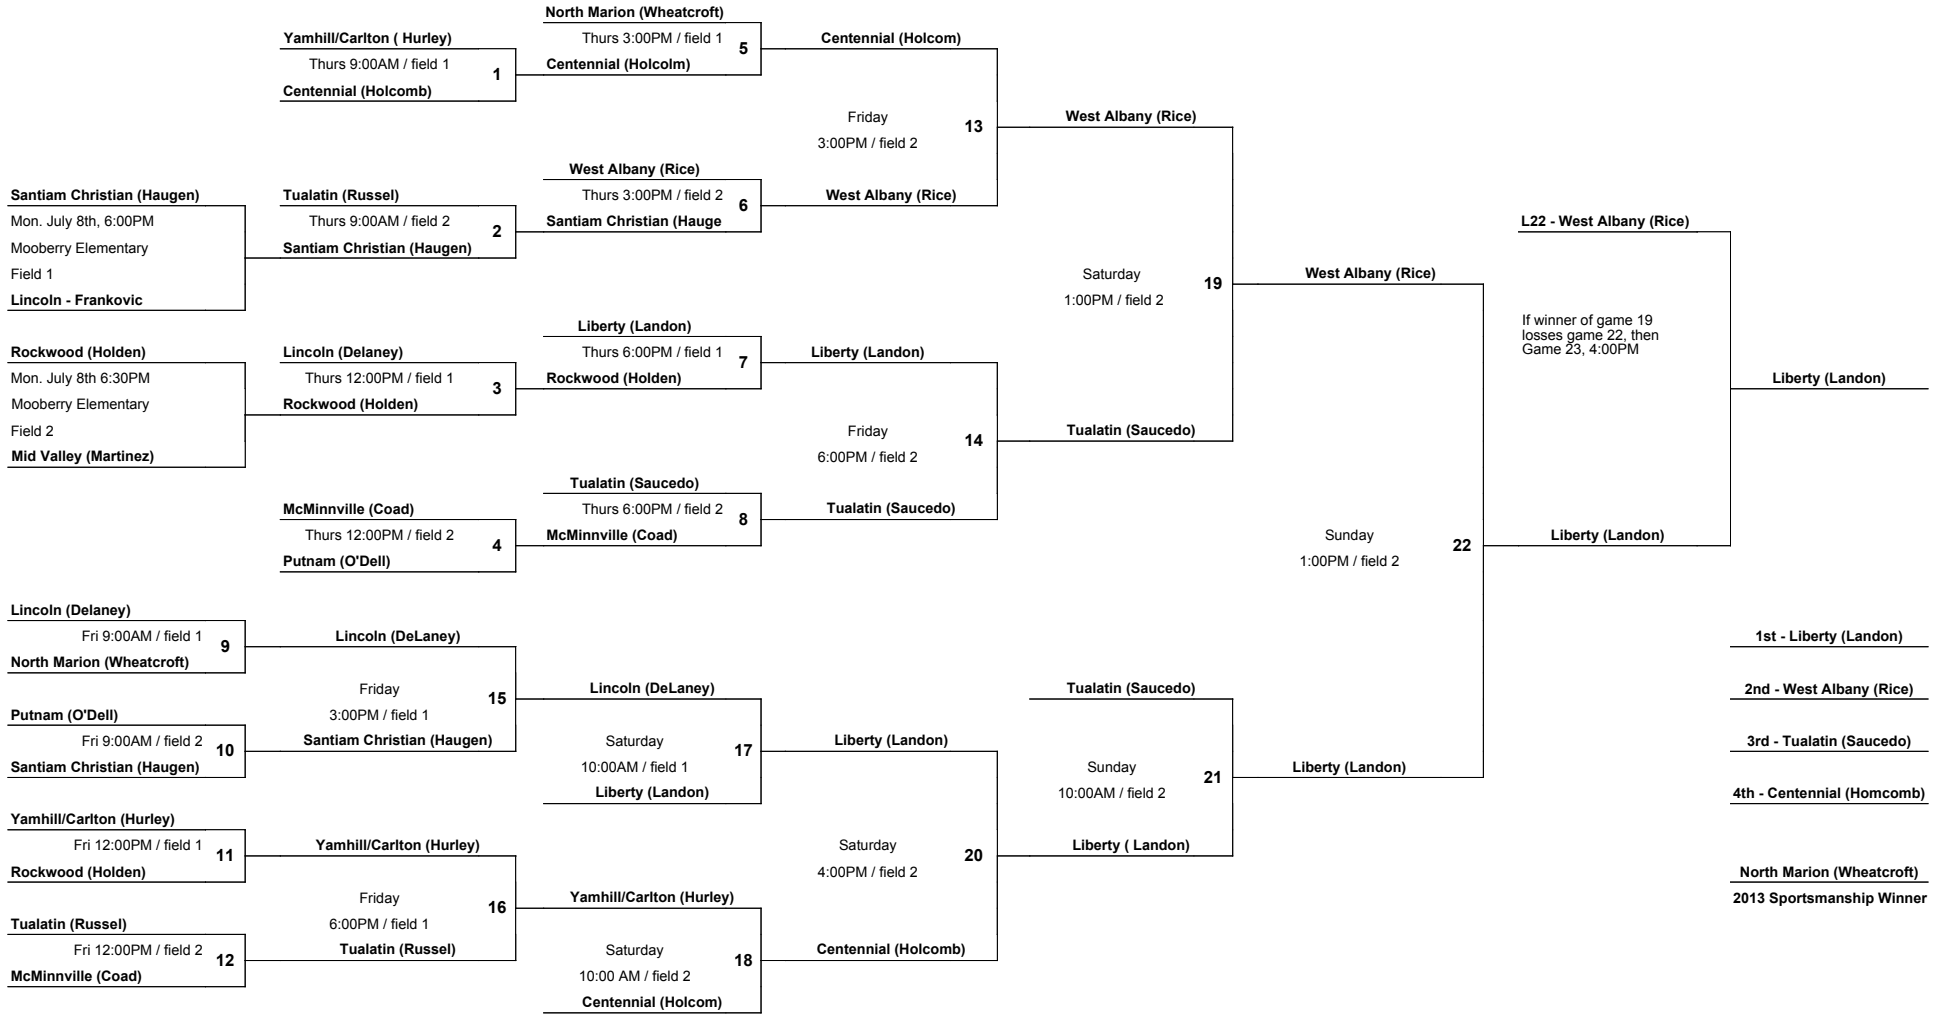 North Marion (Wheatcroft)
Yamhill/Carlton ( Hurley)
Thurs 3:00PM / field 1
5
Centennial (Holcom)
Thurs 9:00AM / field 1
1
Centennial (Holcolm)
Centennial (Holcomb)
Friday
13
West Albany (Rice)
3:00PM / field 2
West Albany (Rice)
Santiam Christian (Haugen)
Tualatin (Russel)
Thurs 3:00PM / field 2
6
West Albany (Rice)
Mon. July 8th, 6:00PM
Thurs 9:00AM / field 2
2
Santiam Christian (Hauge
L22 - West Albany (Rice)
Mooberry Elementary
Santiam Christian (Haugen)
Field 1
Saturday
19
West Albany (Rice)
Lincoln - Frankovic
1:00PM / field 2
Liberty (Landon)
If winner of game 19
losses game 22, then
Game 23, 4:00PM
Rockwood (Holden)
Lincoln (Delaney)
Thurs 6:00PM / field 1
7
Liberty (Landon)
Mon. July 8th 6:30PM
Thurs 12:00PM / field 1
3
Rockwood (Holden)
Liberty (Landon)
Mooberry Elementary
Rockwood (Holden)
Field 2
Friday
14
Tualatin (Saucedo)
Mid Valley (Martinez)
6:00PM / field 2
Tualatin (Saucedo)
McMinnville (Coad)
Thurs 6:00PM / field 2
8
Tualatin (Saucedo)
Thurs 12:00PM / field 2
4
McMinnville (Coad)
Sunday
22
Liberty (Landon)
Putnam (O'Dell)
1:00PM / field 2
Lincoln (Delaney)
Fri 9:00AM / field 1
9
Lincoln (DeLaney)
1st - Liberty (Landon)
North Marion (Wheatcroft)
Friday
15
Lincoln (DeLaney)
Tualatin (Saucedo)
2nd - West Albany (Rice)
Putnam (O'Dell)
3:00PM / field 1
Fri 9:00AM / field 2
10
Santiam Christian (Haugen)
Saturday
17
Liberty (Landon)
3rd - Tualatin (Saucedo)
Santiam Christian (Haugen)
10:00AM / field 1
Sunday
21
Liberty (Landon)
Liberty (Landon)
10:00AM / field 2
4th - Centennial (Homcomb)
Yamhill/Carlton (Hurley)
Fri 12:00PM / field 1
11
Yamhill/Carlton (Hurley)
Saturday
20
Liberty ( Landon)
Rockwood (Holden)
4:00PM / field 2
North Marion (Wheatcroft)
Friday
16
Yamhill/Carlton (Hurley)
2013 Sportsmanship Winner
Tualatin (Russel)
6:00PM / field 1
Fri 12:00PM / field 2
12
Tualatin (Russel)
Saturday
18
Centennial (Holcomb)
McMinnville (Coad)
10:00 AM / field 2
Centennial (Holcom)